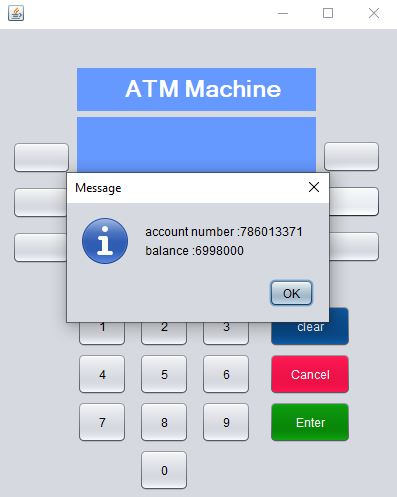 ATM Machine
Message
account number :786013371
balance :6998000
OK
1 2 3 clear
4 5 6 Cancel
7 8 9 Enter
0